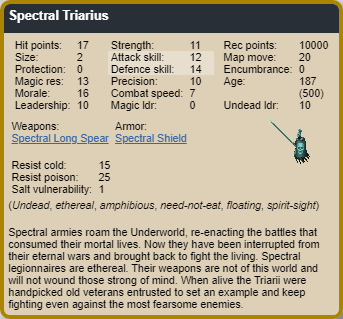 Spectral Triarius
Hit points: 17 Strength: 11 Rec points: 10000
Size: 2 Attack skill: 12 Map move: 20
Protection: 0 Defence skill: 14 Encumbrance: 0
Magic res: 13 Precision: 10 Age: 187
Morale: 16 Combat speed: 7 (500)
Leadership: 10 Magic ldr: 0 Undead ldr: 10
Weapons: Armor:
Spectral Long Spear Spectral Shield
Resist cold: 15
Resist poison: 25
Salt vulnerability: 1
(Undead, ethereal, amphibious, need-not-eat, floating, spirit-sight)
Spectral armies roam the Underworld, re-enacting the battles that
consumed their mortal lives. Now they have been interrupted from
their eternal wars and brought back to fight the living. Spectral
legionnaires are ethereal. Their weapons are not of this world and
will not wound those strong of mind. When alive the Triarii were
handpicked old veterans entrusted to set an example and keep
fighting even against the most fearsome enemies.